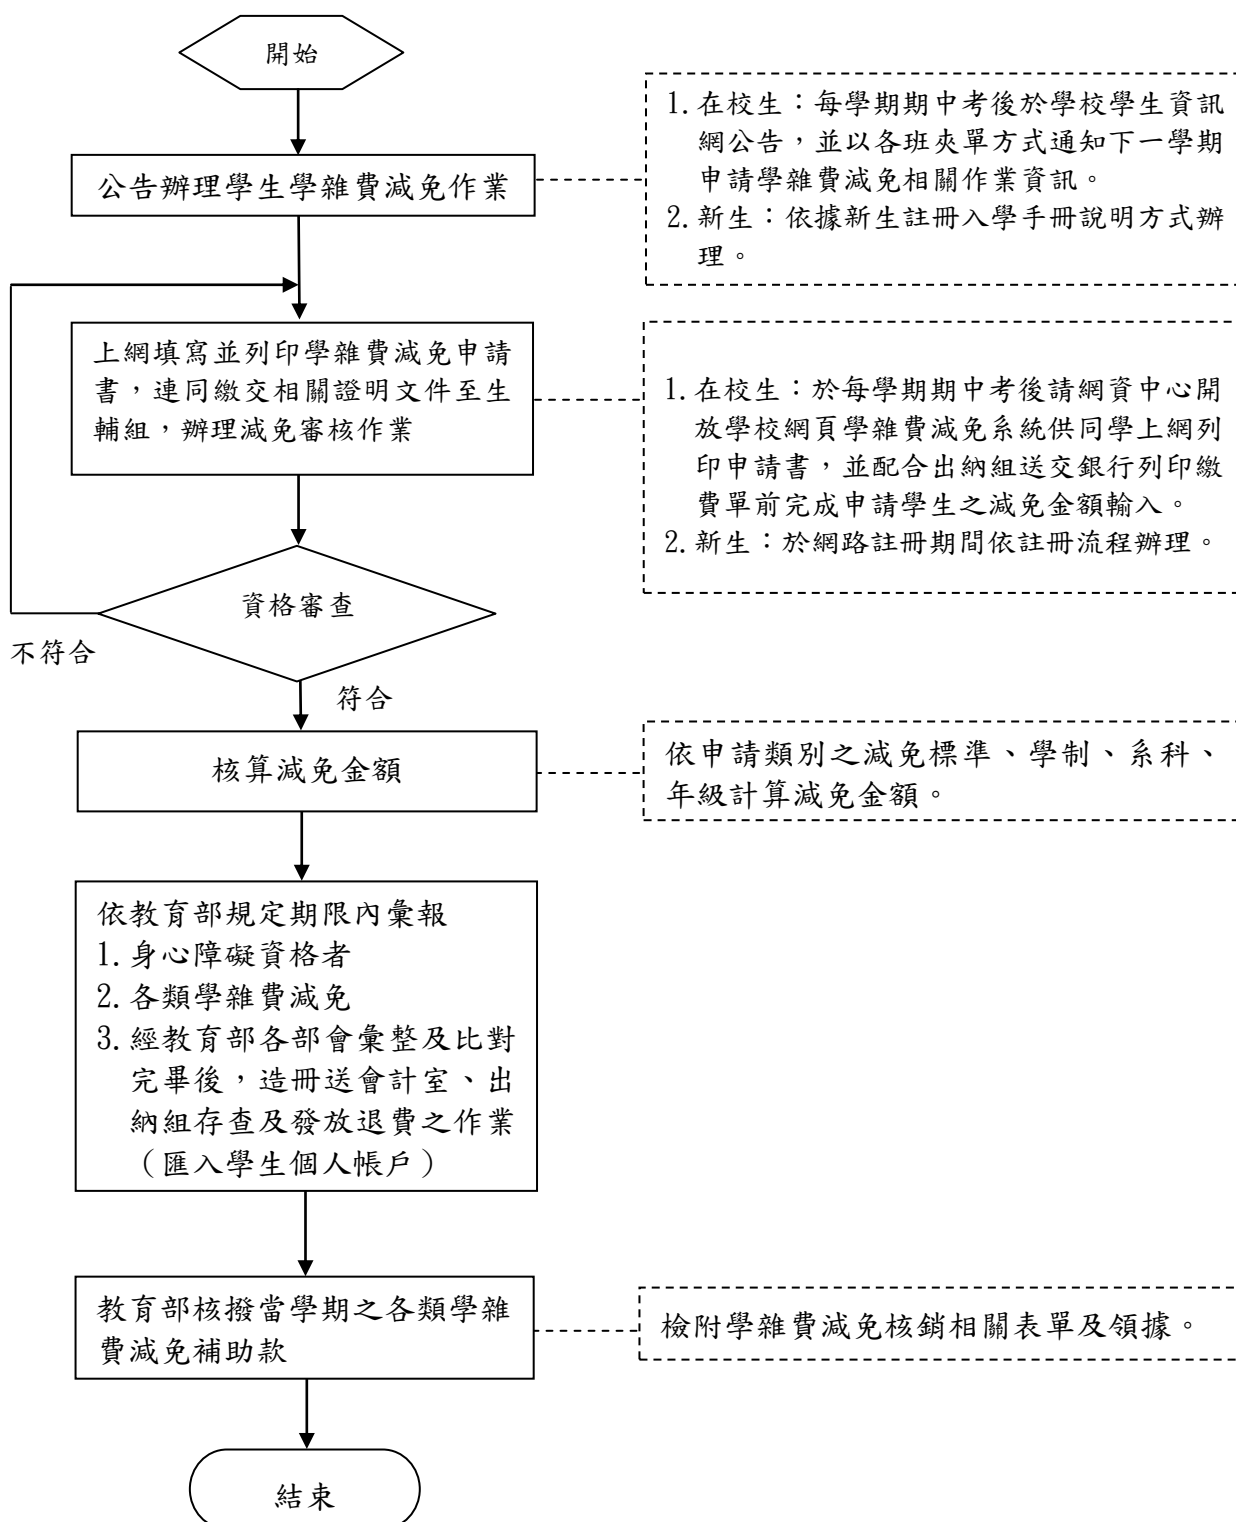 開始
公告辦理學生學雜費減免作業
1.在校生：每學期期中考後於學校學生資訊
網公告，並以各班夾單方式通知下一學期
申請學雜費減免相關作業資訊。
2.新生：依據新生註冊入學手冊說明方式辦
理。
上網填寫並列印學雜費減免申請
書，連同繳交相關證明文件至生
輔組，辦理減免審核作業
1.在校生：於每學期期中考後請網資中心開
放學校網頁學雜費減免系統供同學上網列
印申請書，並配合出納組送交銀行列印繳
費單前完成申請學生之減免金額輸入。
2.新生：於網路註冊期間依註冊流程辦理。
資格審查
不符合
符合
核算減免金額
依申請類別之減免標準、學制、系科、
年級計算減免金額。
依教育部規定期限內彙報
1.身心障礙資格者
2.各類學雜費減免
3.經教育部各部會彙整及比對
完畢後，造冊送會計室、出
納組存查及發放退費之作業
（匯入學生個人帳戶）
教育部核撥當學期之各類學雜
費減免補助款
檢附學雜費減免核銷相關表單及領據。
結束